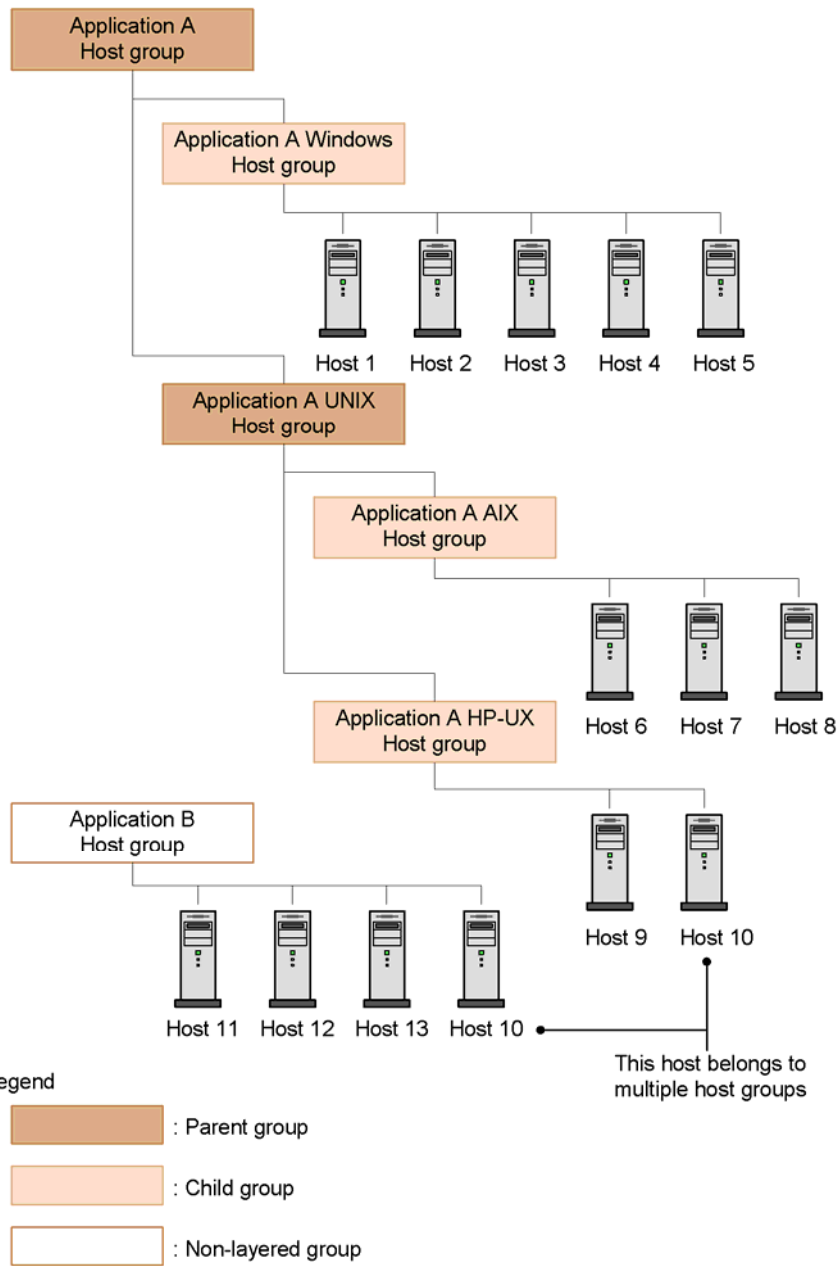 Application A
Host group
Application A Windows
Host group
Host 1
Host 2
Host 3
Host 4
Host 5
Application A UNIX
Host group
Application A AIX
Host group
Host 6
Host 7
Host 8
Application A HP-UX
Host group
Host 9
Host 10
Application B
Host group
Host 11
Host 12
Host 13
Host 10
This host belongs to
multiple host groups
egend
: Parent group
: Child group
: Non-layered group